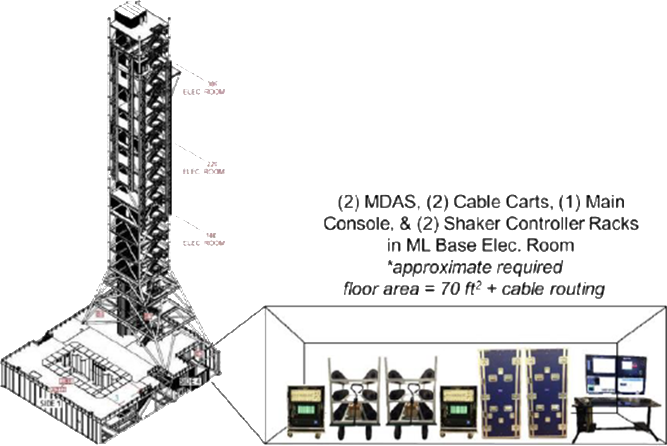 ELEC ROOM
ELEC ROOM
(2) MDAS, (2) Cable Carts, (1) Main
Console, & (2) Shaker Controller Racks
in ML Base Elec. Room
*approximate required
floor area = 70 ft² + cable routing
ELEC ROOM